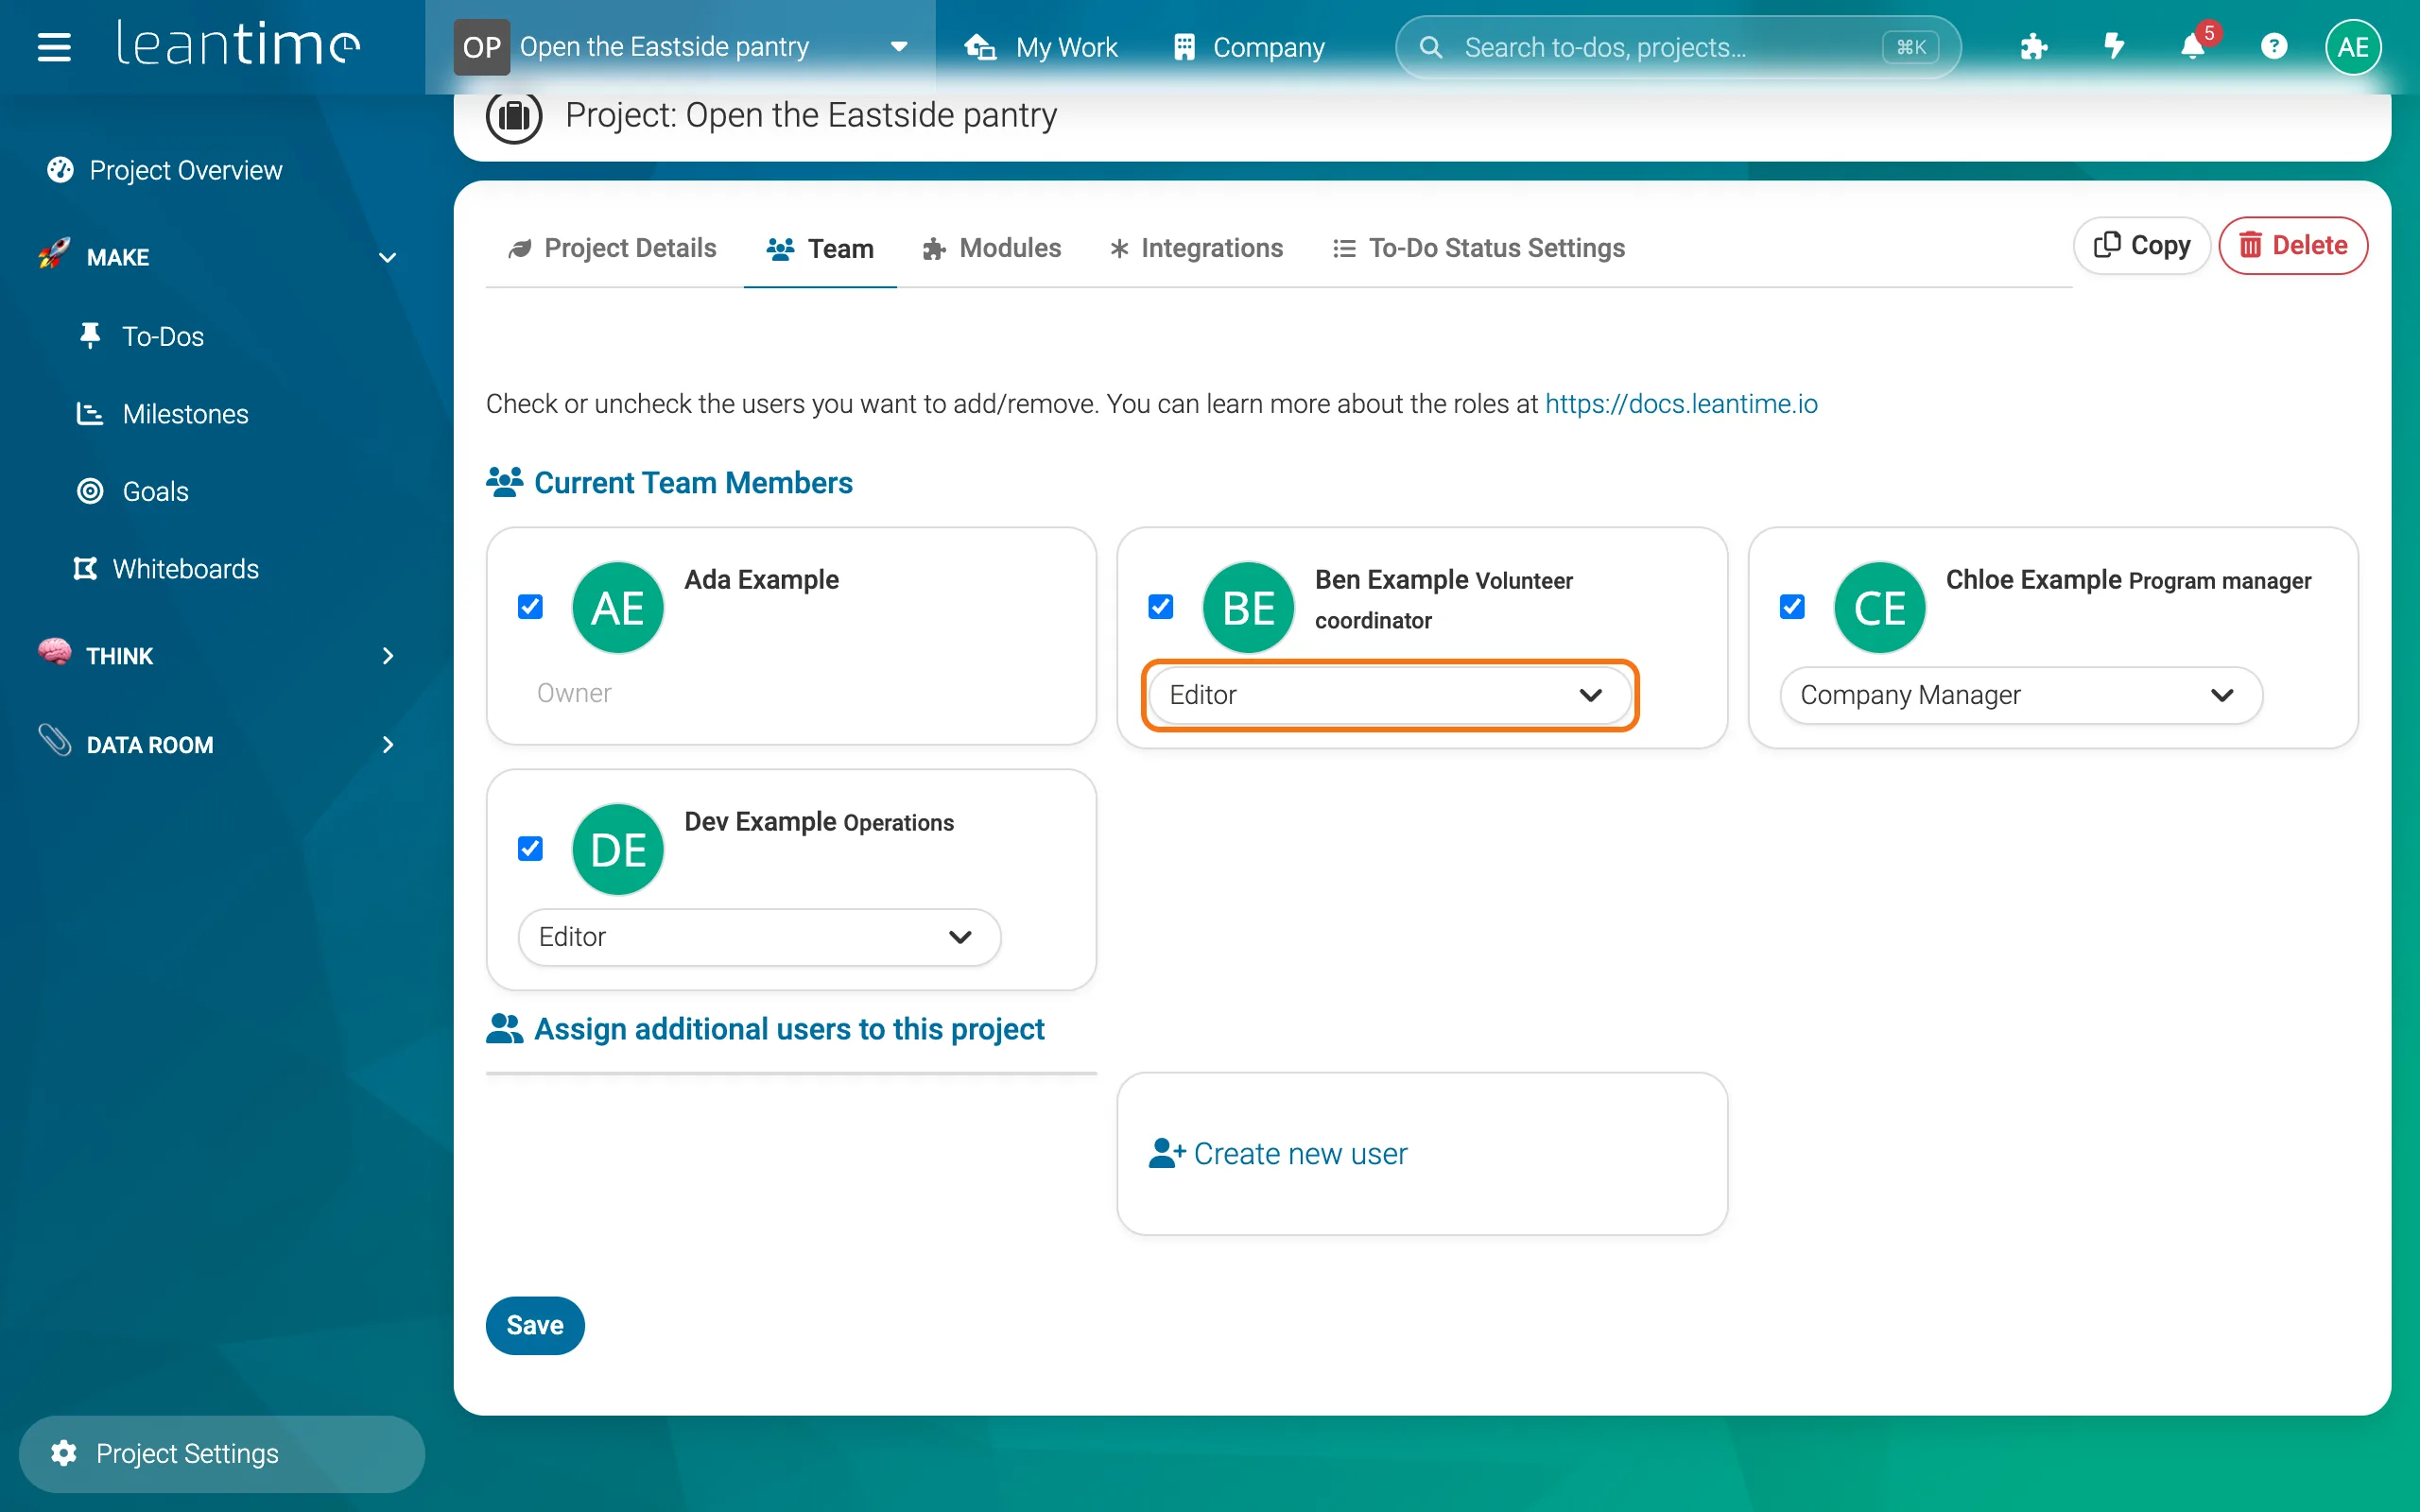 leantime
OP Open the Eastside pantry
My Work
Company
Search to-dos, projects...
⌘K
5
?
AE
Project Overview
MAKE
To-Dos
Milestones
Goals
Whiteboards
THINK
DATA ROOM
Project Settings
Project: Open the Eastside pantry
Project Details
Team
Modules
Integrations
To-Do Status Settings
Copy
Delete
Check or uncheck the users you want to add/remove. You can learn more about the roles at https://docs.leantime.io
Current Team Members
AE
Ada Example
Owner
BE
Ben Example Volunteer
coordinator
Editor
CE
Chloe Example Program manager
Company Manager
DE
Dev Example Operations
Editor
Assign additional users to this project
Create new user
Save